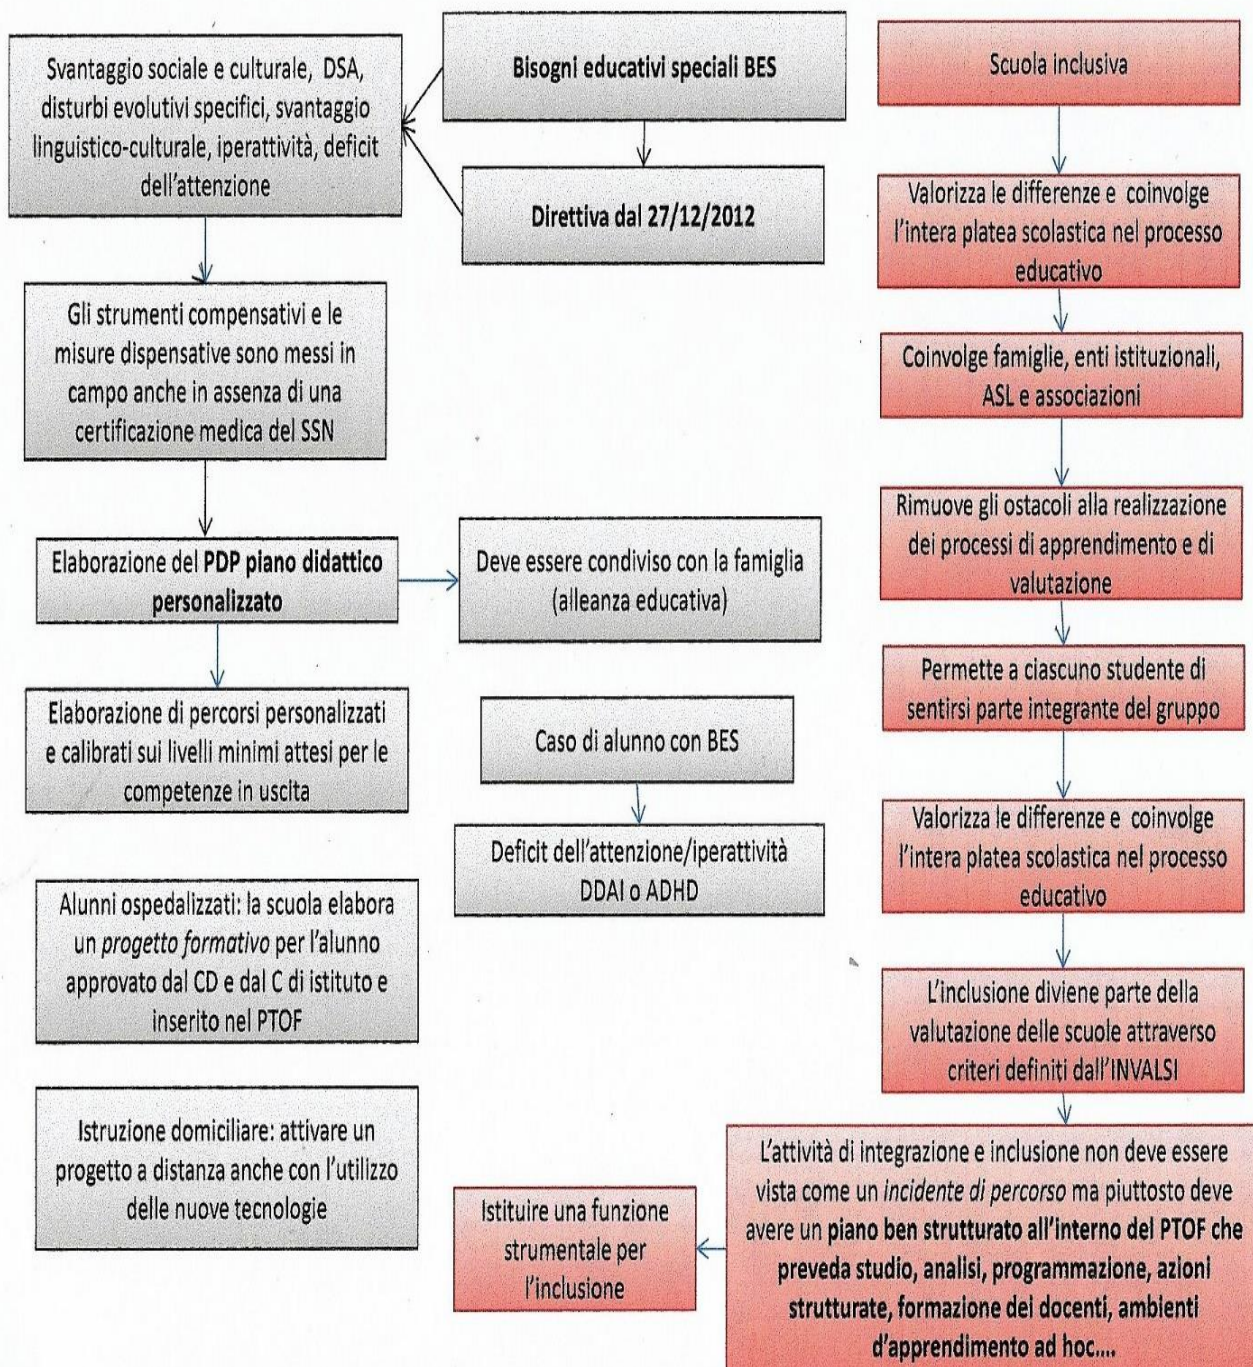 Svantaggio sociale e culturale, DSA,
disturbi evolutivi specifici, svantaggio
linguistico-culturale, iperattività, deficit
dell'attenzione
Bisogni educativi speciali BES
Direttiva dal 27/12/2012
Gli strumenti compensativi e le
misure dispensative sono messi in
campo anche in assenza di una
certificazione medica del SSN
Elaborazione del PDP piano didattico
personalizzato
Deve essere condiviso con la famiglia
(alleanza educativa)
Elaborazione di percorsi personalizzati
e calibrati sui livelli minimi attesi per le
competenze in uscita
Caso di alunno con BES
Deficit dell'attenzione/iperattività
DDAI o ADHD
Alunni ospedalizzati: la scuola elabora
un progetto formativo per l'alunno
approvato dal CD e dal C di istituto e
inserito nel PTOF
Istruzione domiciliare: attivare un
progetto a distanza anche con l'utilizzo
delle nuove tecnologie
Scuola inclusiva
Valorizza le differenze e coinvolge
l'intera platea scolastica nel processo
educativo
Coinvolge famiglie, enti istituzionali,
ASL e associazioni
Rimuove gli ostacoli alla realizzazione
dei processi di apprendimento e di
valutazione
Permette a ciascuno studente di
sentirsi parte integrante del gruppo
Valorizza le differenze e coinvolge
l'intera platea scolastica nel processo
educativo
L'inclusione diviene parte della
valutazione delle scuole attraverso
criteri definiti dall'INVALSI
L'attività di integrazione e inclusione non deve essere
vista come un incidente di percorso ma piuttosto deve
avere un piano ben strutturato all'interno del PTOF che
preveda studio, analisi, programmazione, azioni
strutturate, formazione dei docenti, ambienti
d'apprendimento ad hoc....
Istituire una funzione
strumentale per
l'inclusione